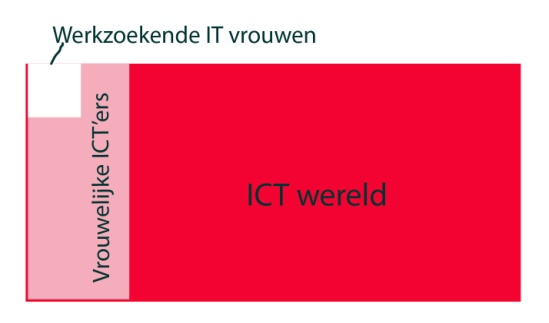 Werkzoekende IT vrouwen
Vrouwelijke ICT'ers
ICT wereld